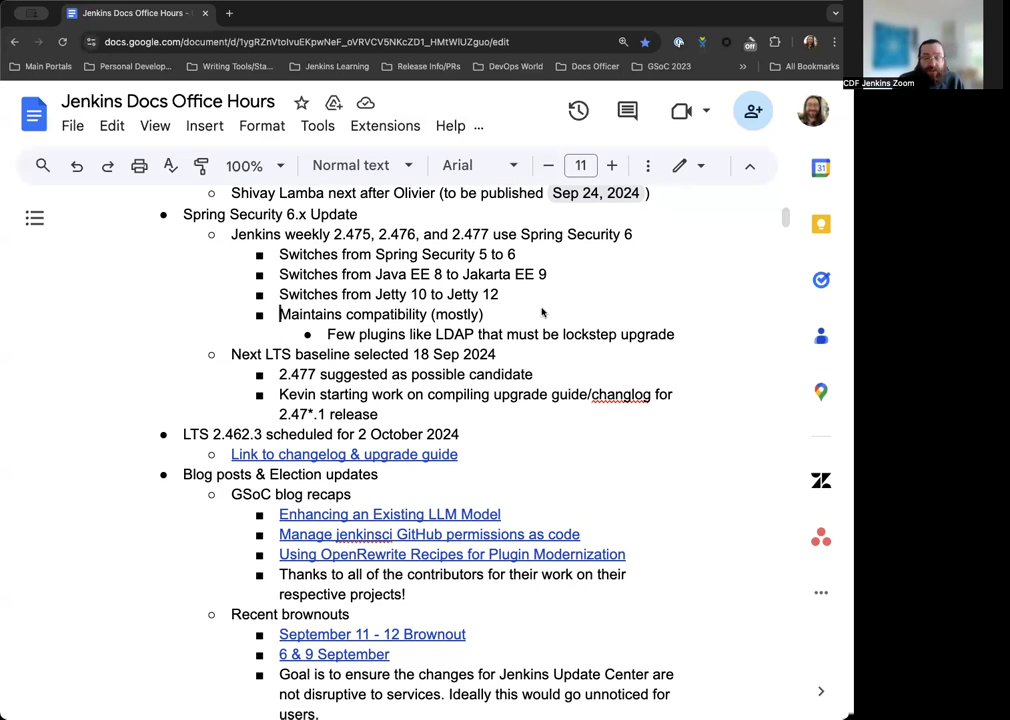 Jenkins Docs Office Hours -
docs.google.com/document/d/1ygRZnVtoIvuEKpwNeF_oVRVCV5NKcZD1_HMtWlUZguo/edit
Main Portals
Personal Develop...
Writing Tools/Sta...
Jenkins Learning
Release Info/PRs
DevOps World
Docs Officer
GSoC 2023
»
All Bookmarks
CDF Jenkins Zoom
Jenkins Docs Office Hours
File Edit View Insert Format Tools Extensions Help ...
100% Normal text Arial 11
○ Shivay Lamba next after Olivier (to be published Sep 24, 2024 )
● Spring Security 6.x Update
○ Jenkins weekly 2.475, 2.476, and 2.477 use Spring Security 6
■ Switches from Spring Security 5 to 6
■ Switches from Java EE 8 to Jakarta EE 9
■ Switches from Jetty 10 to Jetty 12
■ Maintains compatibility (mostly)
● Few plugins like LDAP that must be lockstep upgrade
○ Next LTS baseline selected 18 Sep 2024
■ 2.477 suggested as possible candidate
■ Kevin starting work on compiling upgrade guide/changlog for
2.47*.1 release
● LTS 2.462.3 scheduled for 2 October 2024
○ Link to changelog & upgrade guide
● Blog posts & Election updates
○ GSoC blog recaps
■ Enhancing an Existing LLM Model
■ Manage jenkinsci GitHub permissions as code
■ Using OpenRewrite Recipes for Plugin Modernization
■ Thanks to all of the contributors for their work on their
respective projects!
○ Recent brownouts
■ September 11 - 12 Brownout
■ 6 & 9 September
■ Goal is to ensure the changes for Jenkins Update Center are
not disruptive to services. Ideally this would go unnoticed for
users.